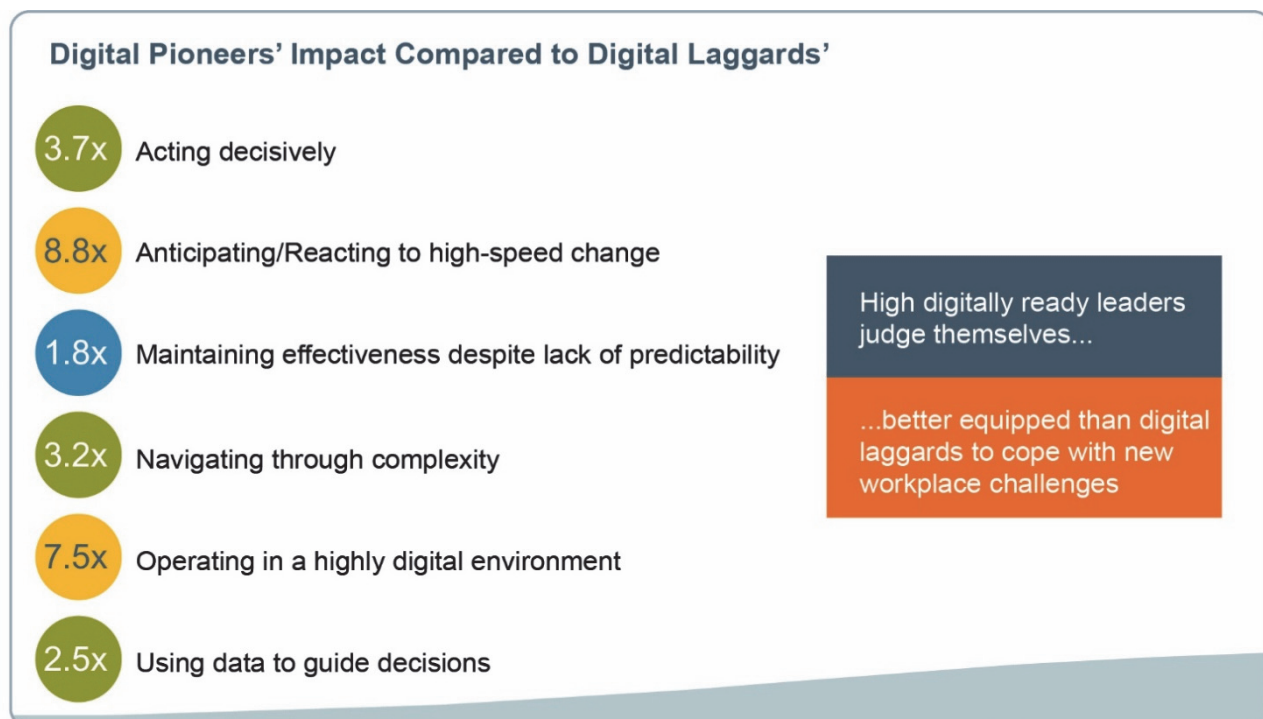 Digital Pioneers' Impact Compared to Digital Laggards'
3.7x Acting decisively
8.8x Anticipating/Reacting to high-speed change
1.8x Maintaining effectiveness despite lack of predictability
3.2x Navigating through complexity
7.5x Operating in a highly digital environment
2.5x Using data to guide decisions
High digitally ready leaders
judge themselves...
...better equipped than digital
laggards to cope with new
workplace challenges